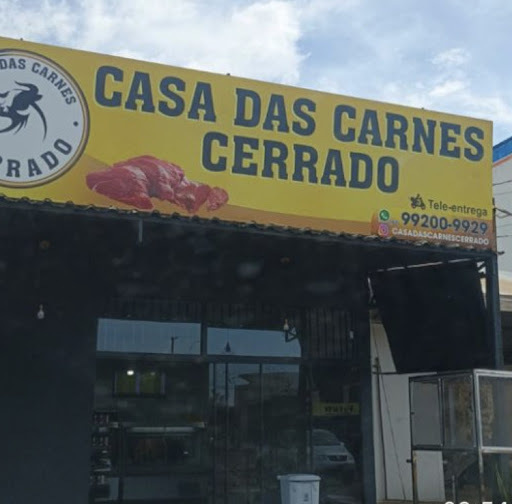 DAS CARNES
RRADO
CASA DAS CARNES
CERRADO
Tele-entrega
99200-9929
CASADASCARNESCERRADO